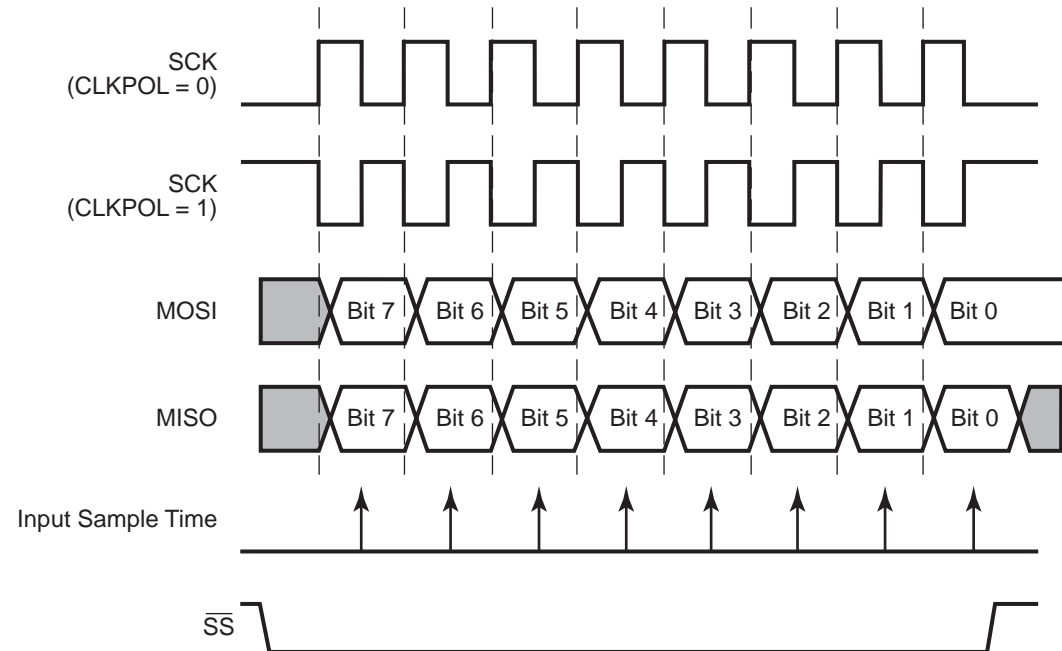 SCK
(CLKPOL = 0)
SCK
(CLKPOL = 1)
MOSI
Bit 7 Bit 6 Bit 5 Bit 4 Bit 3 Bit 2 Bit 1 Bit 0
MISO
Bit 7 Bit 6 Bit 5 Bit 4 Bit 3 Bit 2 Bit 1 Bit 0
Input Sample Time
S̅S̅